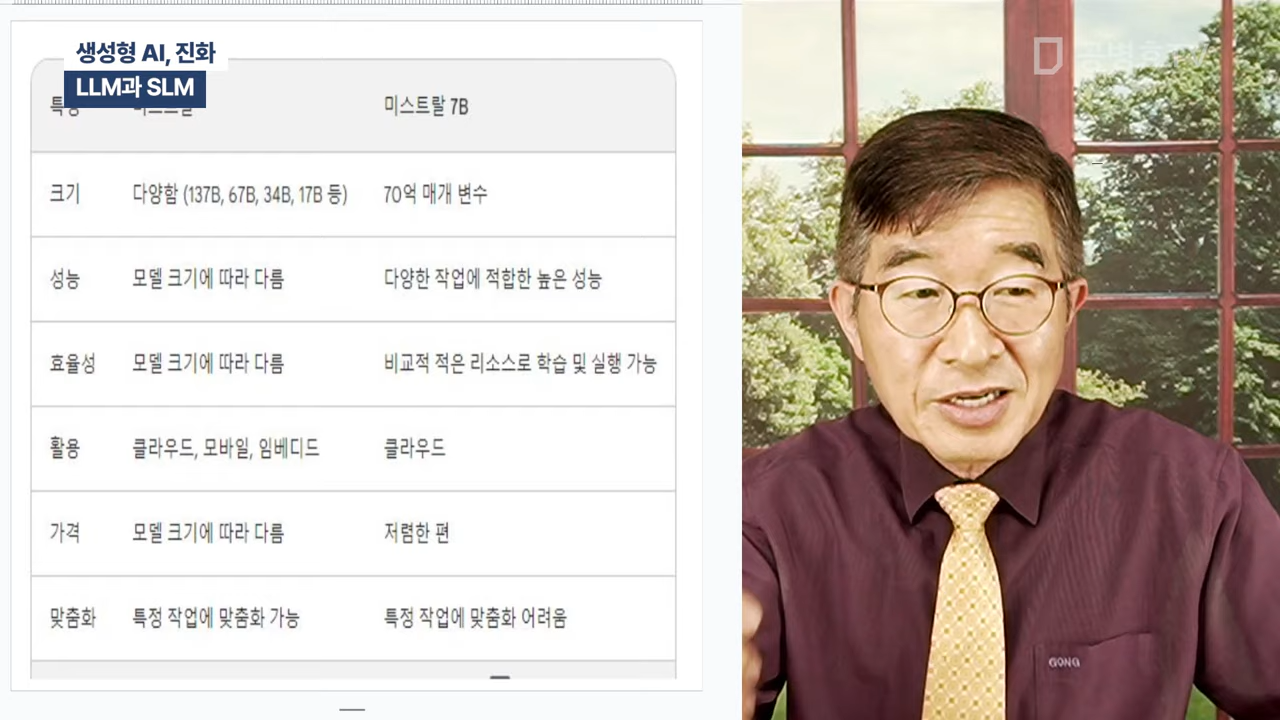 생성형 AI, 진화
LLM과 SLM
미스트랄 7B
크기 다양함 (137B, 67B, 34B, 17B 등) 70억 매개 변수
성능 모델 크기에 따라 다름 다양한 작업에 적합한 높은 성능
효율성 모델 크기에 따라 다름 비교적 적은 리소스로 학습 및 실행 가능
활용 클라우드, 모바일, 임베디드 클라우드
가격 모델 크기에 따라 다름 저렴한 편
맞춤화 특정 작업에 맞춤화 가능 특정 작업에 맞춤화 어려움
GONG